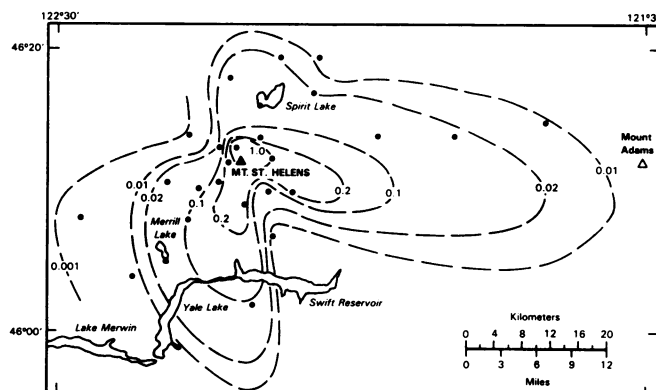 122°30'
121°3
46°20'
Spirit Lake
Mount
Adams
1.0
MT. ST. HELENS
0.01
0.01
0.02
0.2
0.1
0.02
0.1
0.2
Merrill
Lake
0.001
Yale Lake
Swift Reservoir
46°00'
Lake Merwin
Kilometers
0 4 8 12 16 20
0 3 6 9 12
Miles